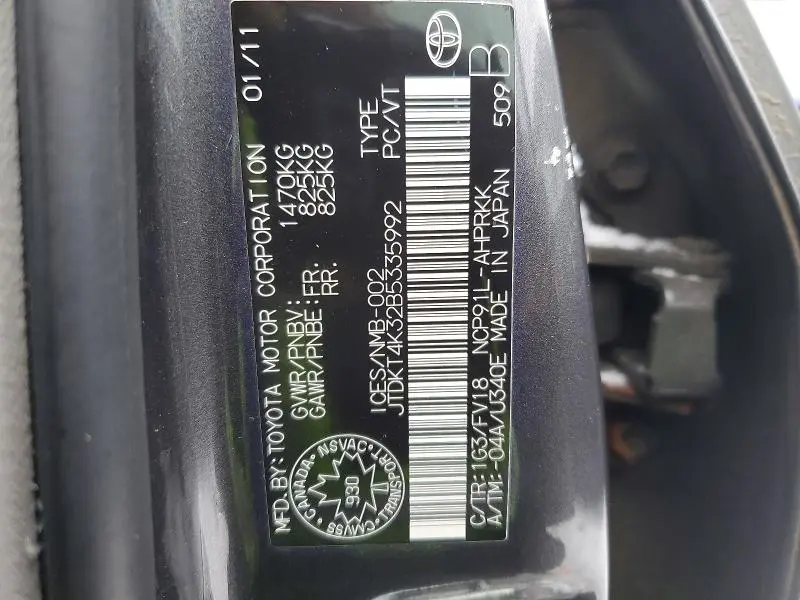 MFD. BY: TOYOTA MOTOR CORPORATION 01/11
GVWR/PNBV: 1470KG
GAWR/PNBE: FR: 825KG
RR. 825KG
CANADA
NSVAC
930
TRANSPORT
CMVSS
ICES/NMB-002 TYPE
JTDKT4K32B5335992 PC/VT
C/TR: 1G3/FV18 NCP91L-AHPRKK 509B
A/TM:-04A/U340E MADE IN JAPAN